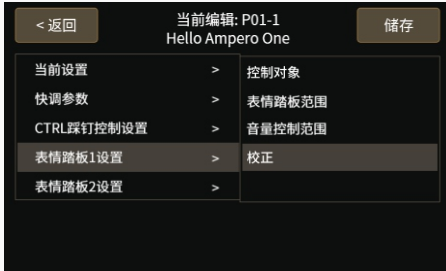 <返回
当前编辑: P01-1
Hello Ampero One
储存
当前设置 >
快调参数 >
CTRL踩钉控制设置 >
表情踏板1设置 >
表情踏板2设置 >
控制对象
表情踏板范围
音量控制范围
校正